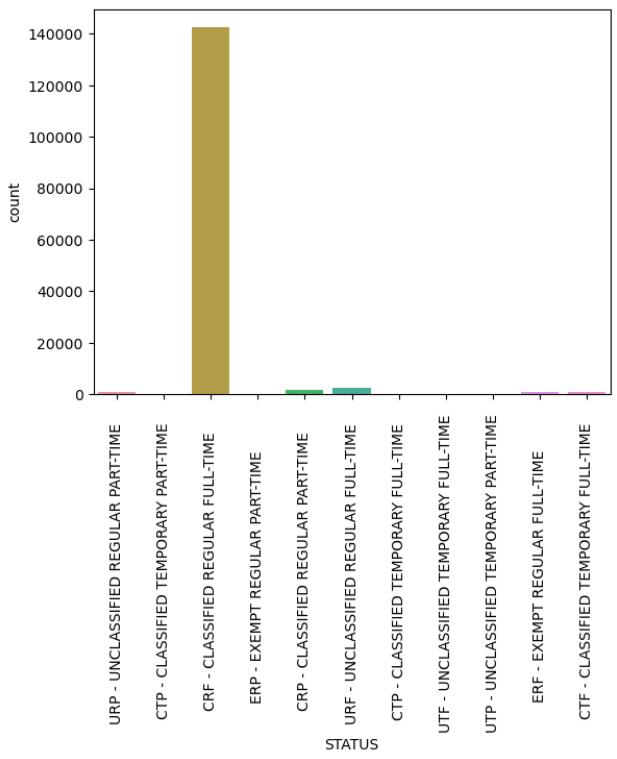 140000
120000
100000
80000
60000
40000
20000
0
count
URP - UNCLASSIFIED REGULAR PART-TIME
CTP - CLASSIFIED TEMPORARY PART-TIME
CRF - CLASSIFIED REGULAR FULL-TIME
ERP - EXEMPT REGULAR PART-TIME
CRP - CLASSIFIED REGULAR PART-TIME
URF - UNCLASSIFIED REGULAR FULL-TIME
CTP - CLASSIFIED TEMPORARY FULL-TIME
UTF - UNCLASSIFIED TEMPORARY FULL-TIME
UTP - UNCLASSIFIED TEMPORARY PART-TIME
ERF - EXEMPT REGULAR FULL-TIME
CTF - CLASSIFIED TEMPORARY FULL-TIME
STATUS